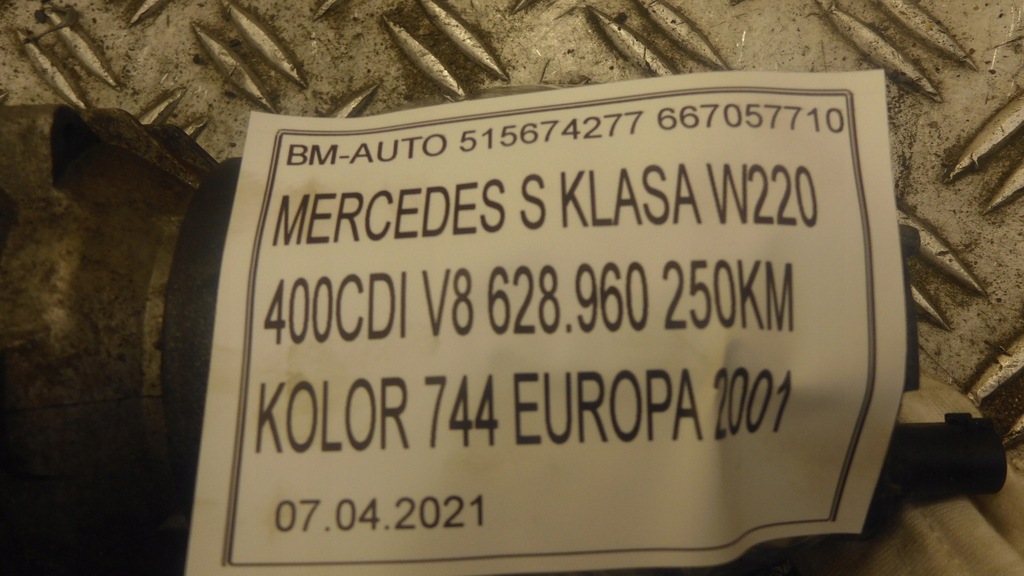 BM-AUTO 515674277 667057710
MERCEDES S KLASA W220
400CDI V8 628.960 250KM
KOLOR 744 EUROPA 2001
07.04.2021